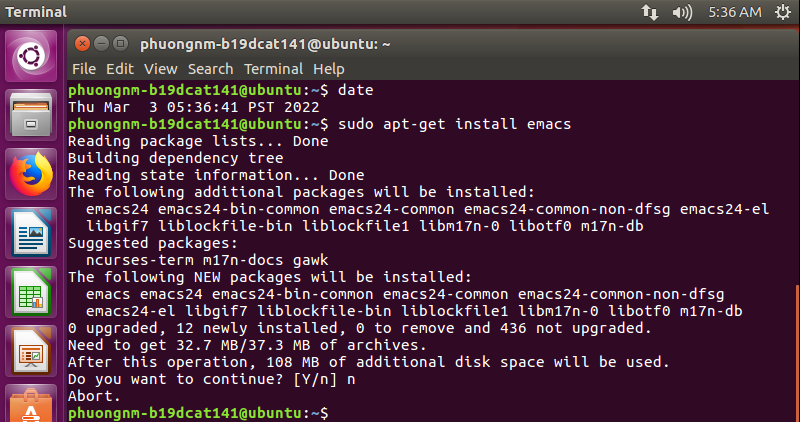 Terminal
5:36 AM
phuongnm-b19dcat141@ubuntu: ~
File Edit View Search Terminal Help
phuongnm-b19dcat141@ubuntu:~$ date
Thu Mar  3 05:36:41 PST 2022
phuongnm-b19dcat141@ubuntu:~$ sudo apt-get install emacs
Reading package lists... Done
Building dependency tree
Reading state information... Done
The following additional packages will be installed:
  emacs24 emacs24-bin-common emacs24-common emacs24-common-non-dfsg emacs24-el
  libgif7 liblockfile-bin liblockfile1 libm17n-0 libotf0 m17n-db
Suggested packages:
  ncurses-term m17n-docs gawk
The following NEW packages will be installed:
  emacs emacs24 emacs24-bin-common emacs24-common emacs24-common-non-dfsg
  emacs24-el libgif7 liblockfile-bin liblockfile1 libm17n-0 libotf0 m17n-db
0 upgraded, 12 newly installed, 0 to remove and 436 not upgraded.
Need to get 32.7 MB/37.3 MB of archives.
After this operation, 108 MB of additional disk space will be used.
Do you want to continue? [Y/n] n
Abort.
phuongnm-b19dcat141@ubuntu:~$